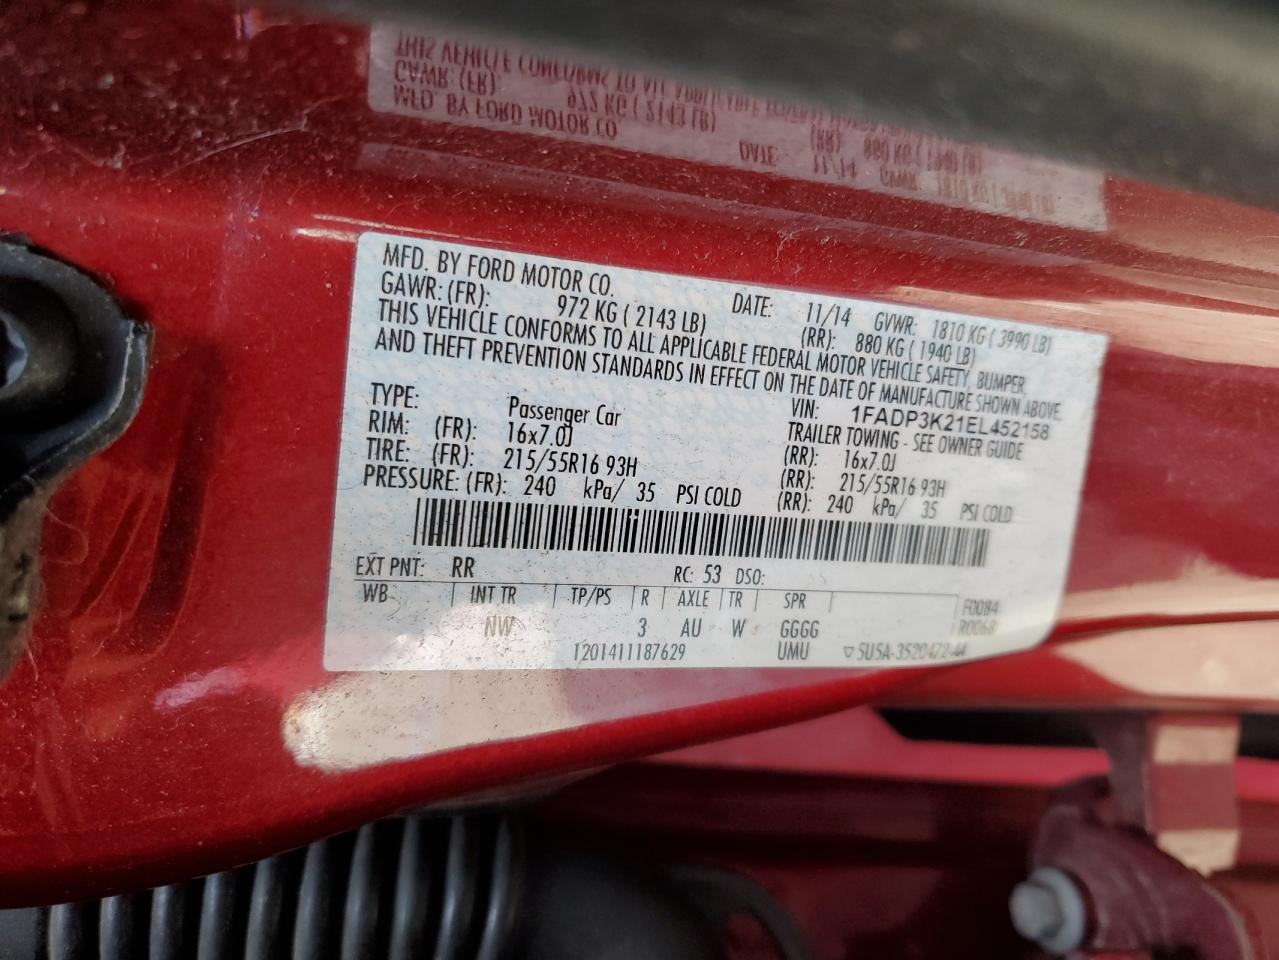 MFD. BY FORD MOTOR CO. DATE: 11/14 GVWR: 1810 KG ( 3990 LB)
GAWR: (FR): 972 KG ( 2143 LB) (RR): 880 KG ( 1940 LB)
THIS VEHICLE CONFORMS TO ALL APPLICABLE FEDERAL MOTOR VEHICLE SAFETY, BUMPER,
AND THEFT PREVENTION STANDARDS IN EFFECT ON THE DATE OF MANUFACTURE SHOWN ABOVE.
VIN: 1FADP3K21EL452158
TYPE: Passenger Car TRAILER TOWING - SEE OWNER GUIDE
RIM: (FR): 16x7.0J (RR): 16x7.0J
TIRE: (FR): 215/55R16 93H (RR): 215/55R16 93H
PRESSURE: (FR): 240 kPa/ 35 PSI COLD (RR): 240 kPa/ 35 PSI COLD
EXT PNT: RR RC: 53 DSO:
WB INT TR TP/PS R AXLE TR SPR F0084
NW 3 AU W GGGG R0068
1201411187629 UMU ▽ 5U5A-3520472-AA